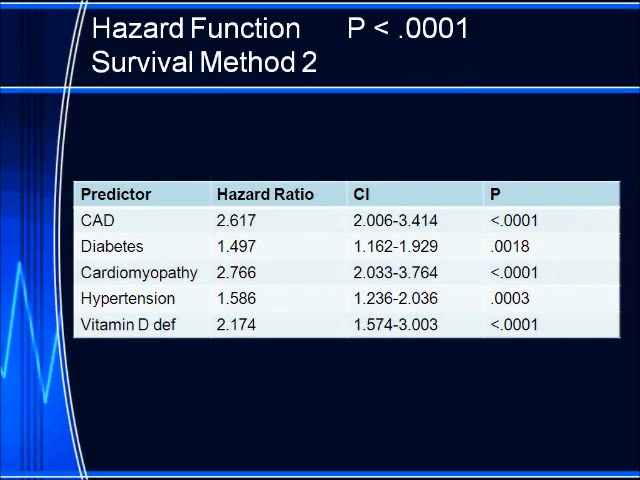 Hazard Function P < .0001
Survival Method 2
Predictor Hazard Ratio CI P
CAD 2.617 2.006-3.414 <.0001
Diabetes 1.497 1.162-1.929 .0018
Cardiomyopathy 2.766 2.033-3.764 <.0001
Hypertension 1.586 1.236-2.036 .0003
Vitamin D def 2.174 1.574-3.003 <.0001